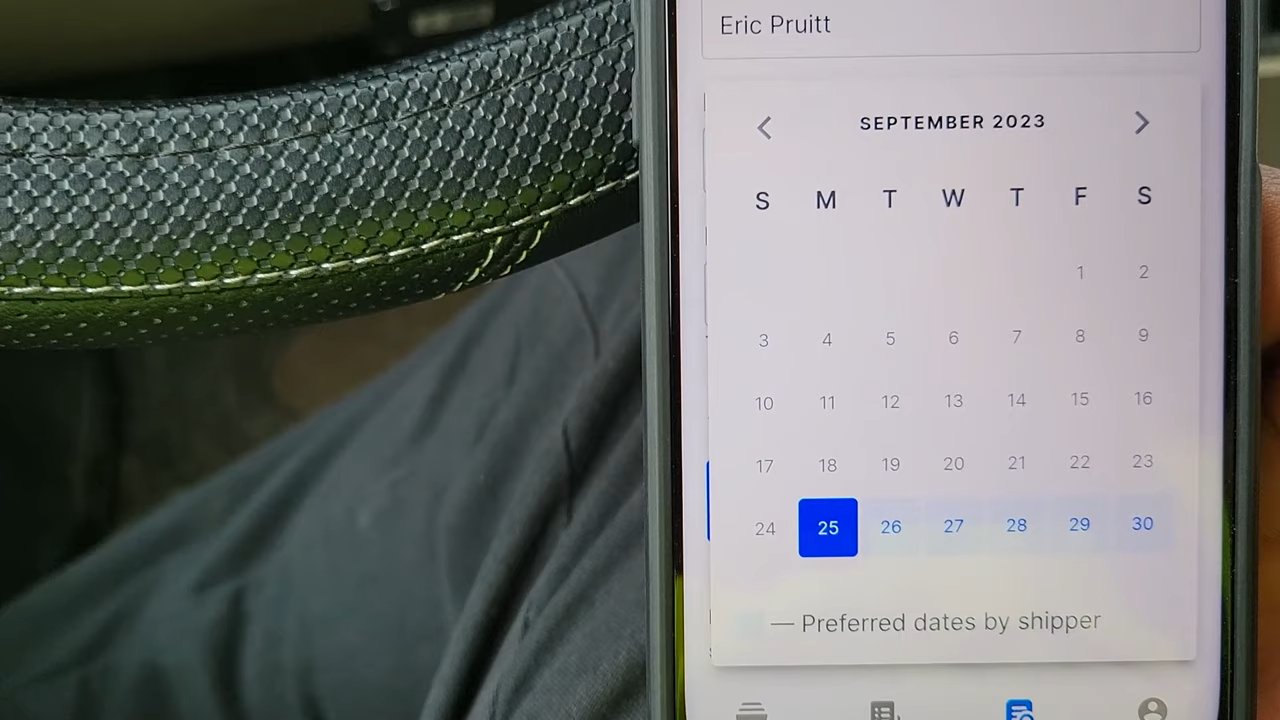 Eric Pruitt
SEPTEMBER 2023
S M T W T F S
1 2
3 4 5 6 7 8 9
10 11 12 13 14 15 16
17 18 19 20 21 22 23
24 25 26 27 28 29 30
— Preferred dates by shipper